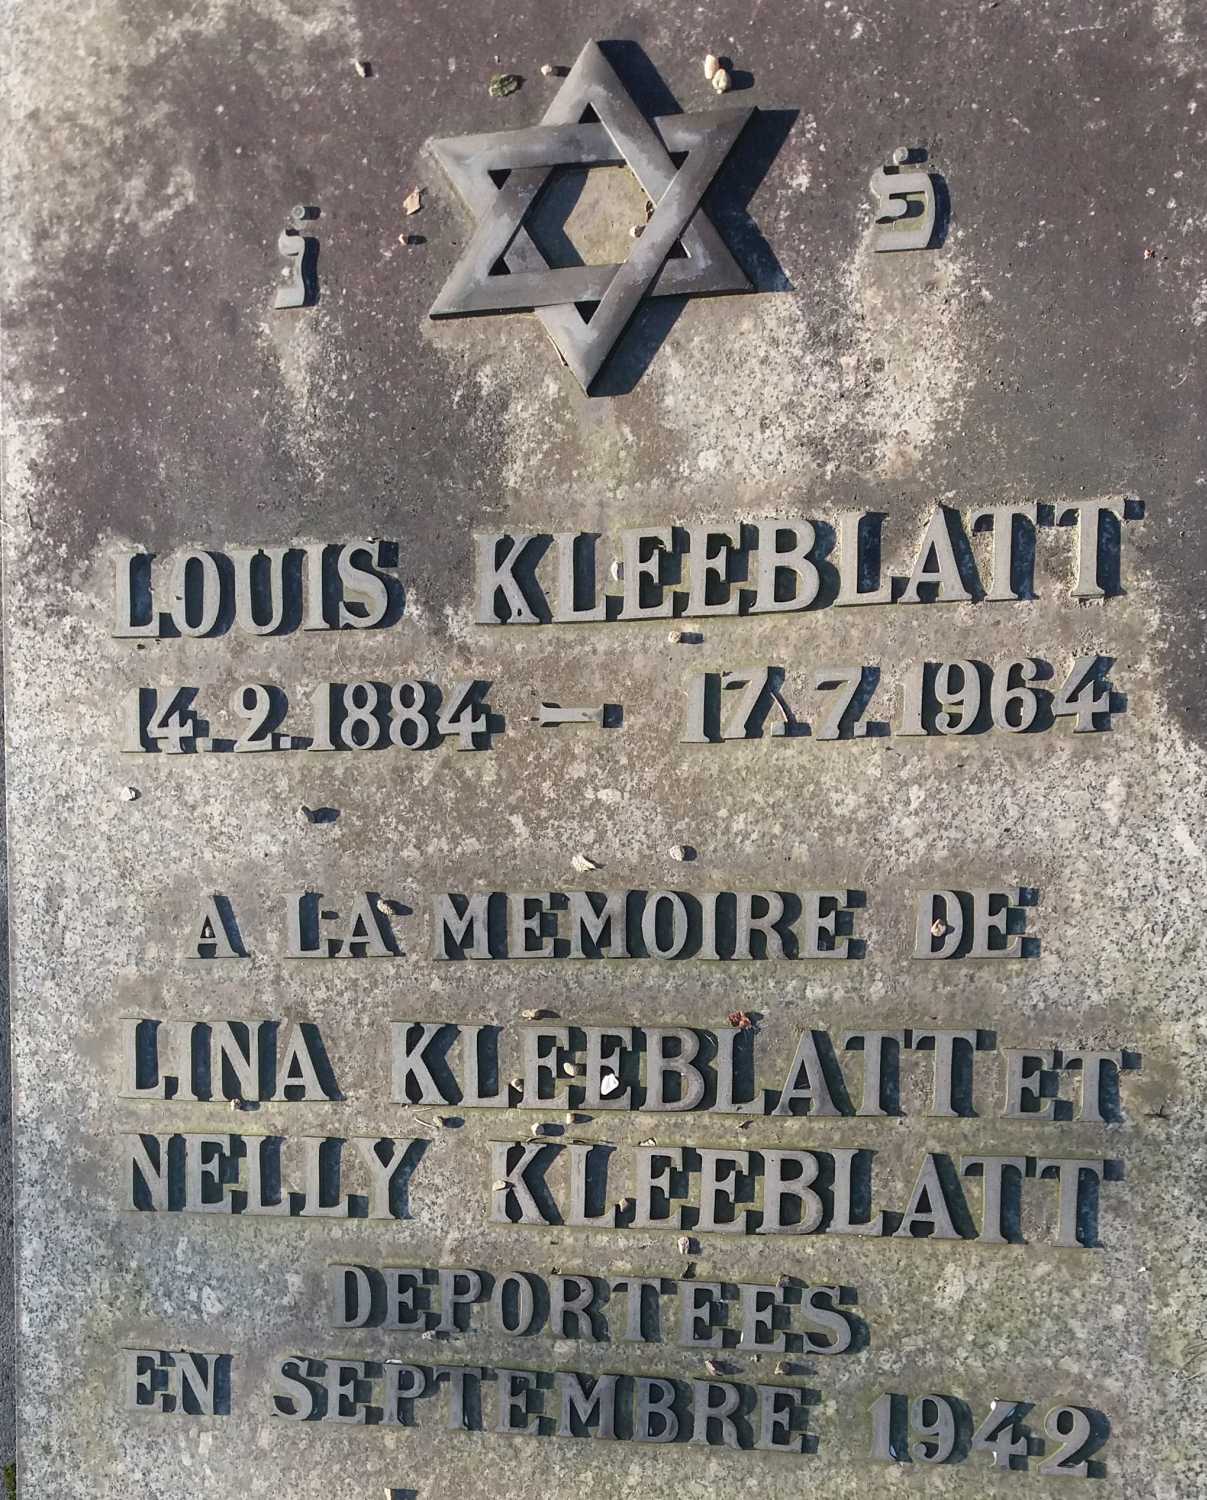 פׄ נׄ
LOUIS KLEEBLATT
14.2.1884 - 17.7.1964
A LA MEMOIRE DE
LINA KLEEBLATT ET
NELLY KLEEBLATT
DEPORTEES
EN SEPTEMBRE 1942